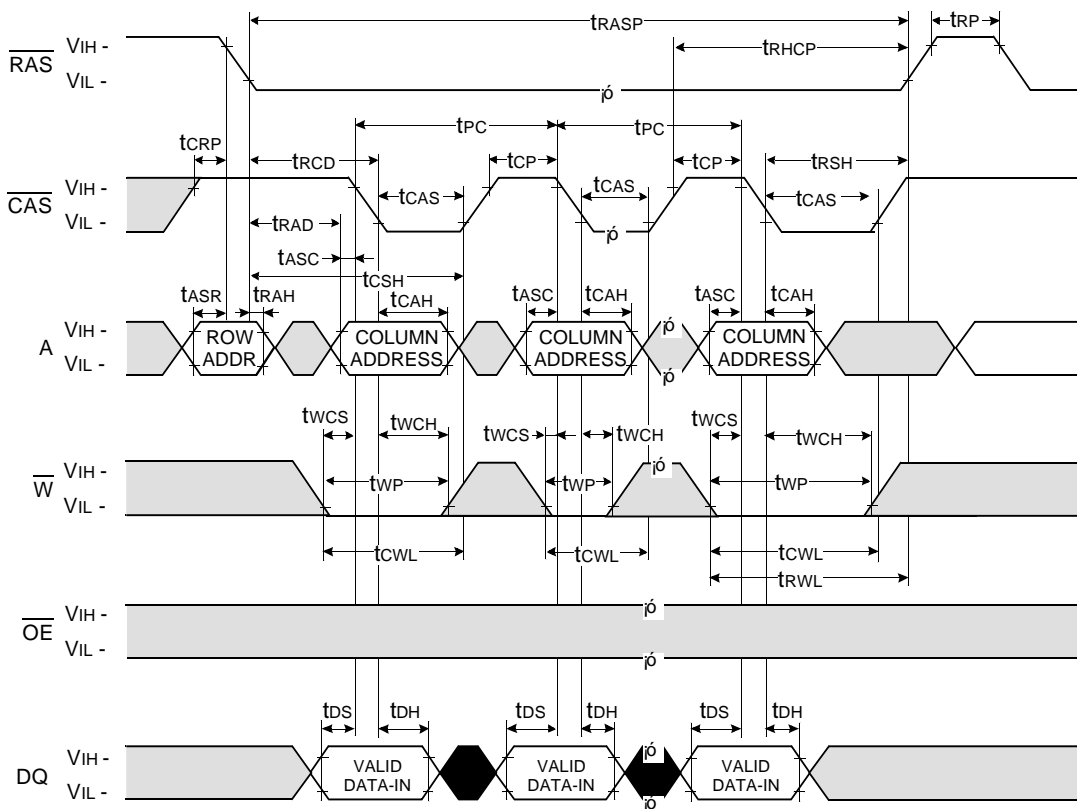 tRASP
tRP
VIH -
RAS
tRHCP
VIL -
¡ó
tPC
tPC
tCRP
tRCD
tCP
tCP
tRSH
VIH -
CAS
tCAS
tCAS
tCAS
VIL -
tRAD
¡ó
tASC
tCSH
tASR
tRAH
tCAH
tASC
tCAH
tASC
tCAH
VIH -
A
VIL -
ROW
ADDR
COLUMN
ADDRESS
COLUMN
ADDRESS
¡ó
¡ó
COLUMN
ADDRESS
tWCS
tWCH
tWCS
tWCH
tWCS
tWCH
VIH -
W
VIL -
¡ó
tWP
tWP
tWP
tCWL
tCWL
tCWL
tRWL
VIH -
OE
VIL -
¡ó
¡ó
tDS
tDH
tDS
tDH
tDS
tDH
VIH -
DQ
VIL -
VALID
DATA-IN
VALID
DATA-IN
¡ó
¡ó
VALID
DATA-IN